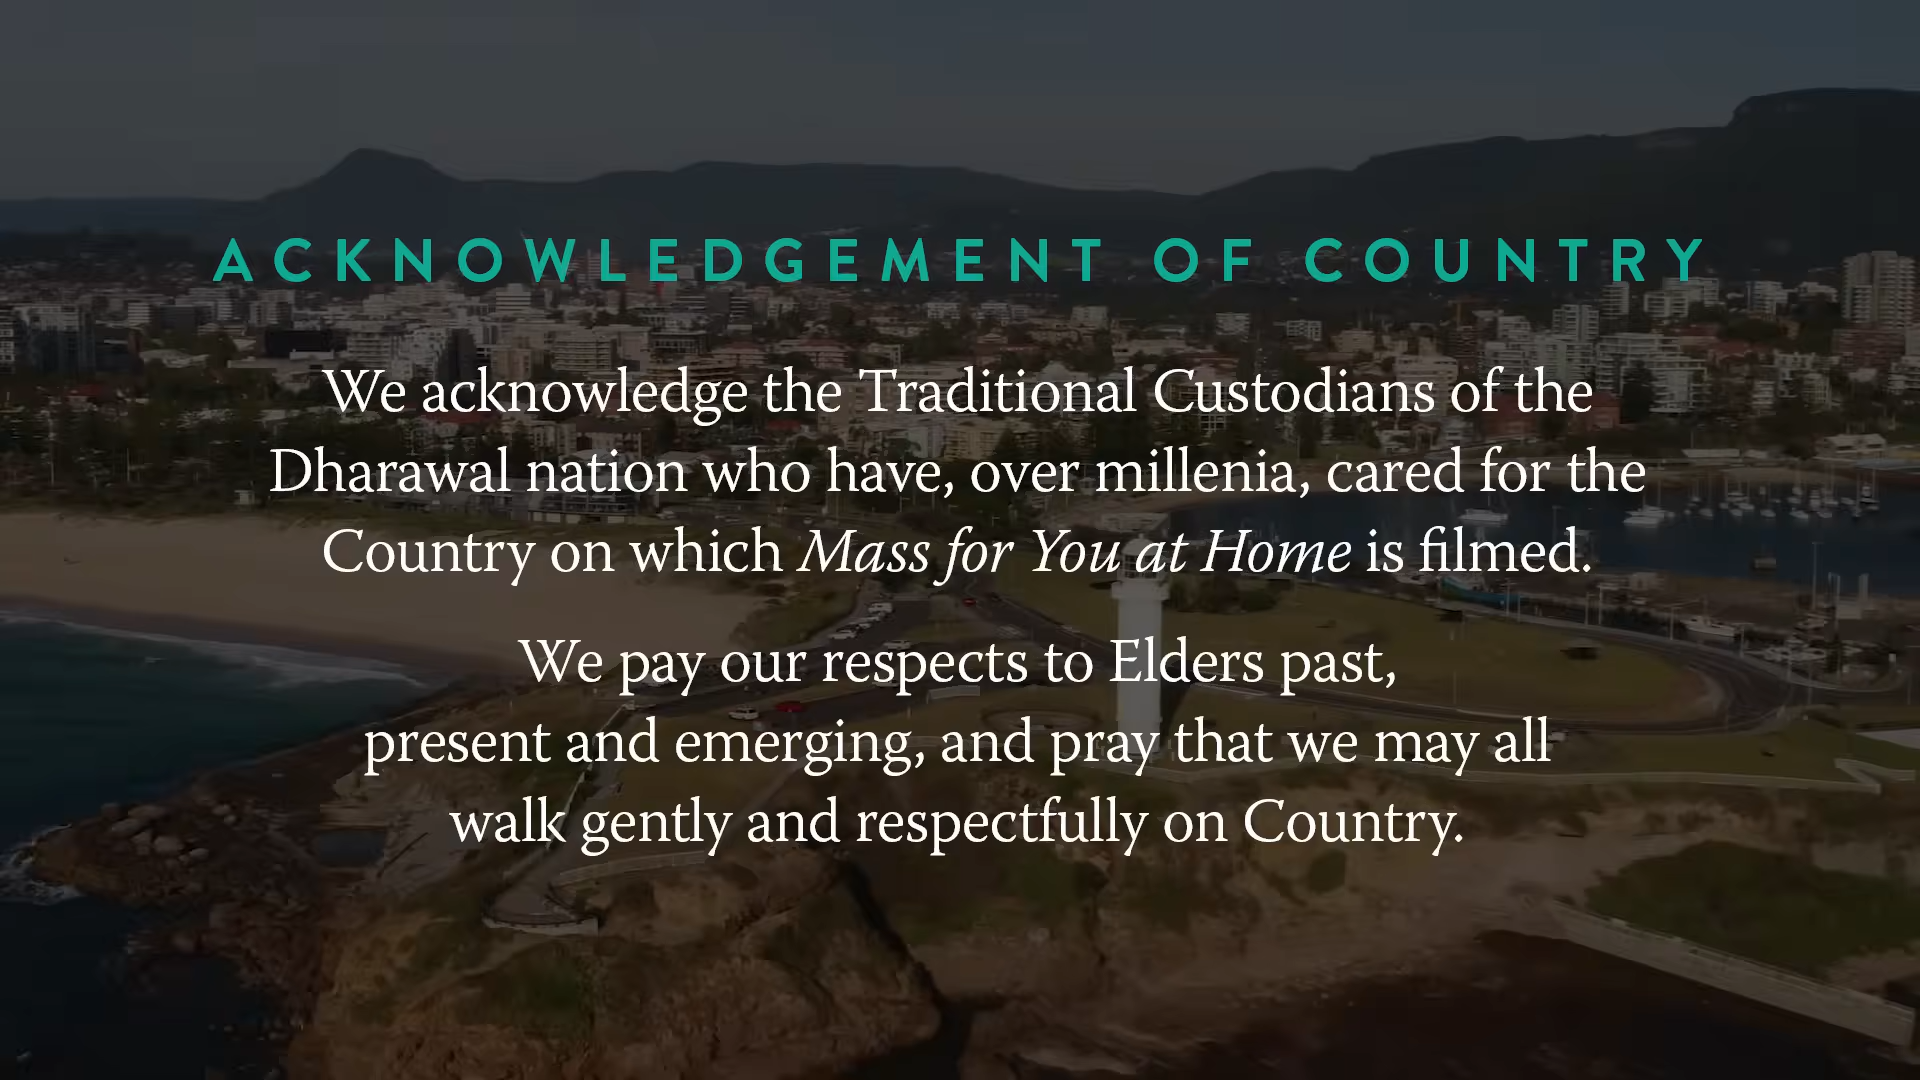 ACKNOWLEDGEMENT OF COUNTRY
We acknowledge the Traditional Custodians of the
Dharawal nation who have, over millenia, cared for the
Country on which Mass for You at Home is filmed.
We pay our respects to Elders past,
present and emerging, and pray that we may all
walk gently and respectfully on Country.